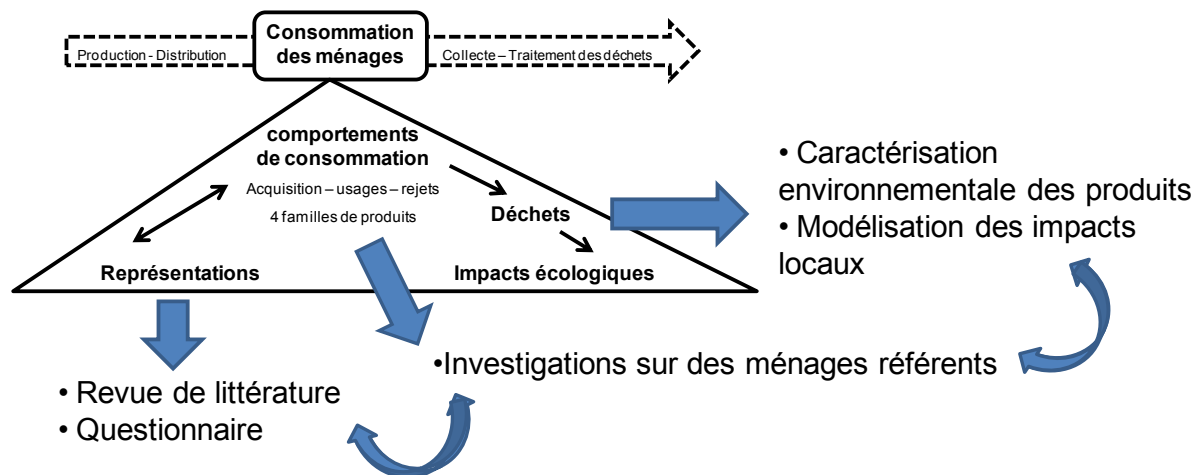 Consommation
des ménages
Production - Distribution
Collecte – Traitement des déchets
comportements
de consommation
Acquisition – usages – rejets
4 familles de produits
Déchets
Représentations
Impacts écologiques
• Caractérisation
environnementale des produits
• Modélisation des impacts
locaux
•Investigations sur des ménages référents
• Revue de littérature
• Questionnaire